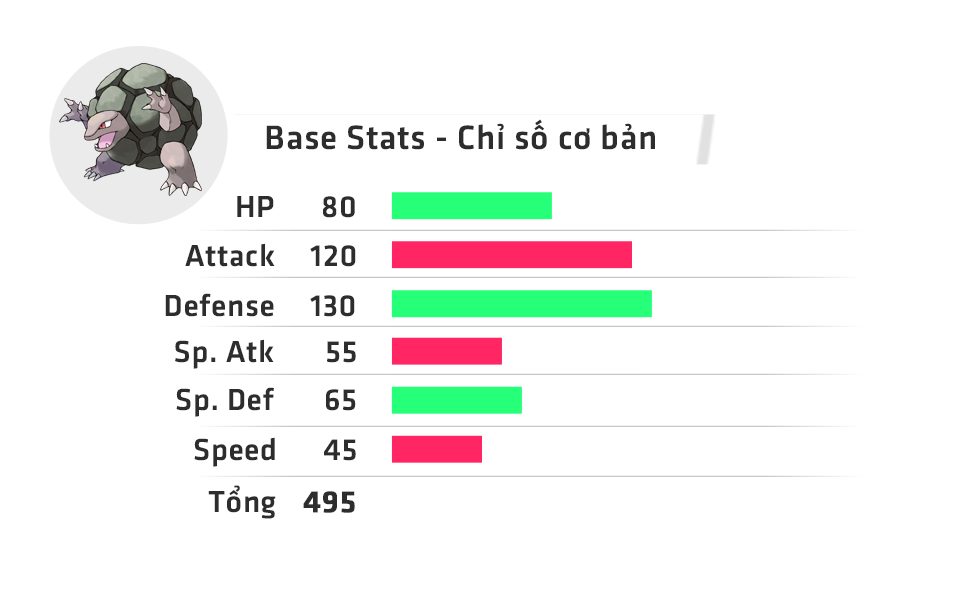 Base Stats - Chỉ số cơ bản
HP 80
Attack 120
Defense 130
Sp. Atk 55
Sp. Def 65
Speed 45
Tổng 495